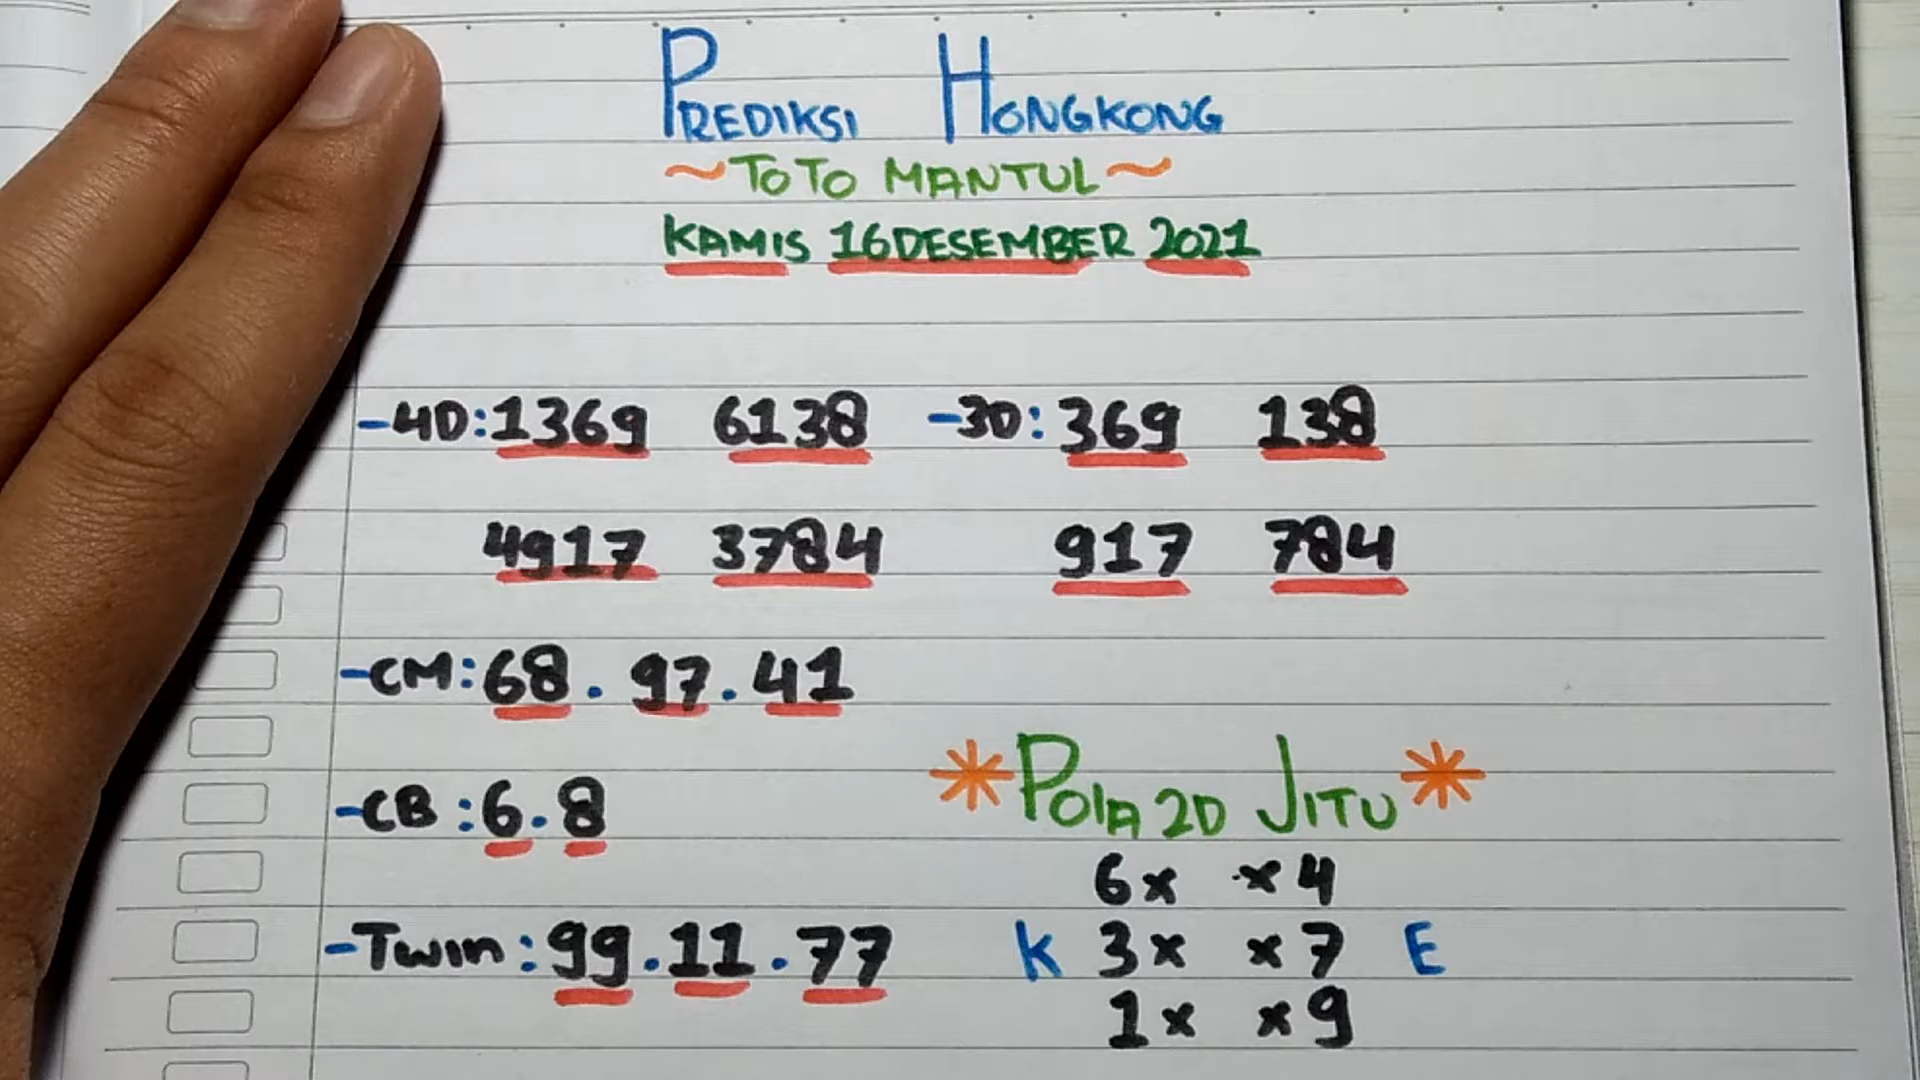 PREDIKSI HONGKONG
~TOTO MANTUL~
KAMIS 16 DESEMBER 2021
-4D: 1369 6138 -3D: 369 138
4917 3784 917 784
-CM: 68. 97. 41
-CB: 6. 8
*POLA 2D JITU*
6x x4
-Twin: 99. 11. 77
K 3x x7 E
1x x9